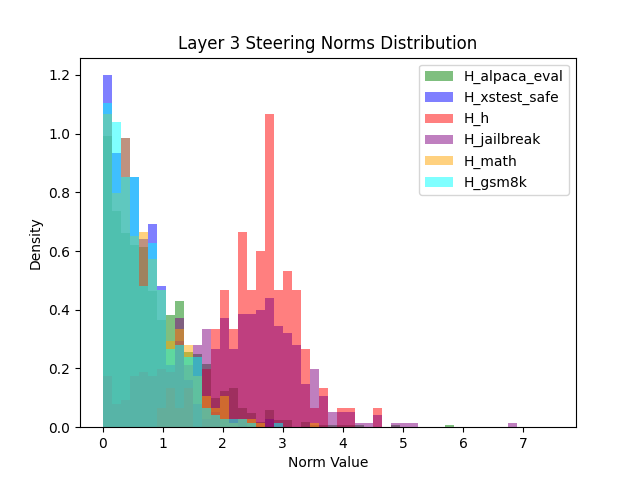 Layer 3 Steering Norms Distribution
H_alpaca_eval
H_xstest_safe
H_h
H_jailbreak
H_math
H_gsm8k
Density
1.2
1.0
0.8
0.6
0.4
0.2
0.0
0 1 2 3 4 5 6 7
Norm Value